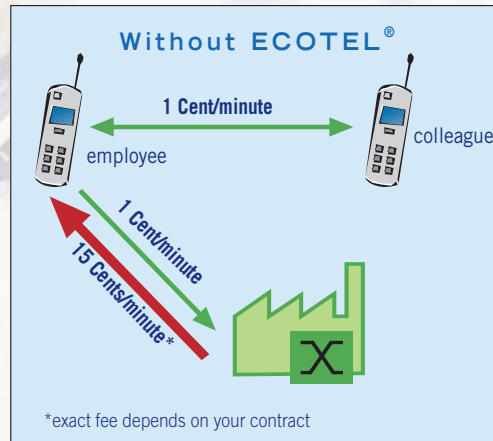 Without ECOTEL®
1 Cent/minute
employee
colleague
1 Cent/minute
15 Cents/minute*
*exact fee depends on your contract